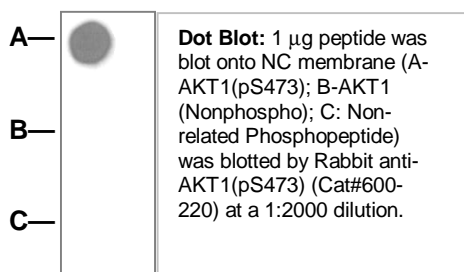 A—
B—
C—
Dot Blot: 1 µg peptide was
blot onto NC membrane (A-
AKT1(pS473); B-AKT1
(Nonphospho); C: Non-
related Phosphopeptide)
was blotted by Rabbit anti-
AKT1(pS473) (Cat#600-
220) at a 1:2000 dilution.